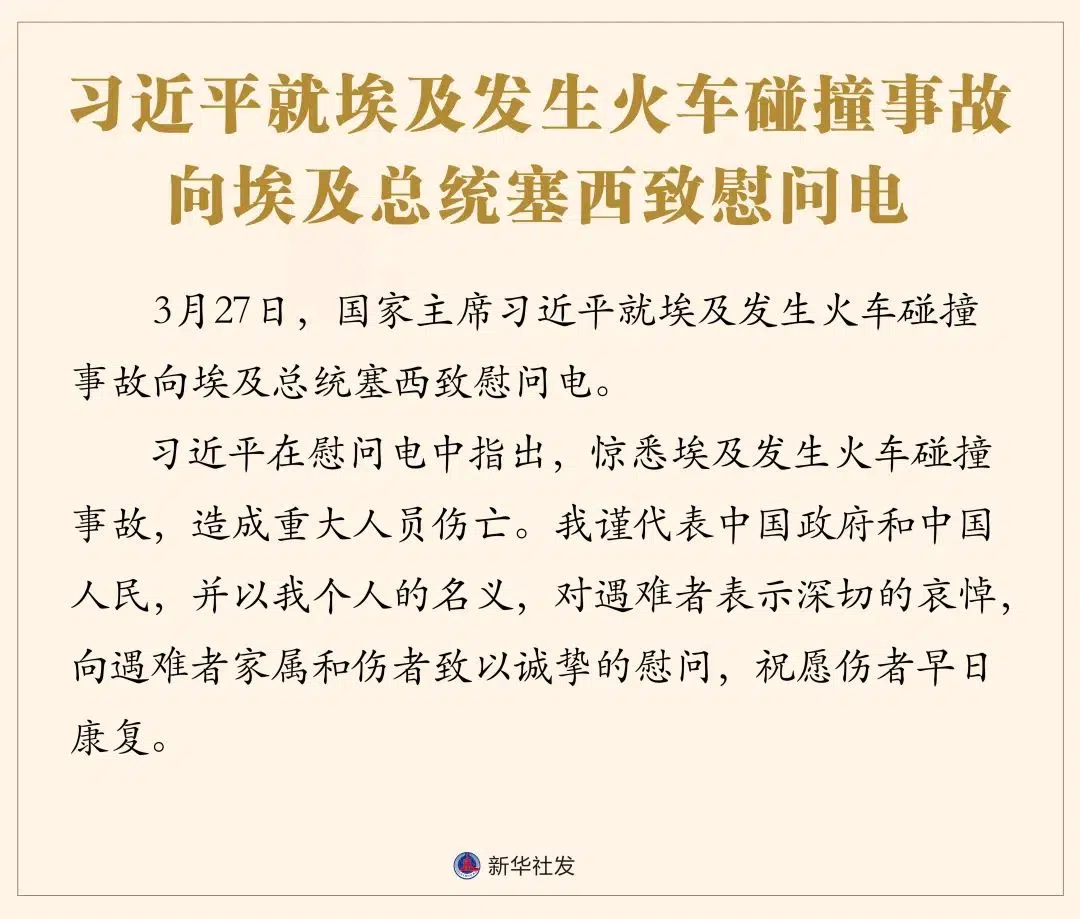 习近平就埃及发生火车碰撞事故
向埃及总统塞西致慰问电
3月27日，国家主席习近平就埃及发生火车碰撞
事故向埃及总统塞西致慰问电。
习近平在慰问电中指出，惊悉埃及发生火车碰撞
事故，造成重大人员伤亡。我谨代表中国政府和中国
人民，并以我个人的名义，对遇难者表示深切的哀悼，
向遇难者家属和伤者致以诚挚的慰问，祝愿伤者早日
康复。
新华社发